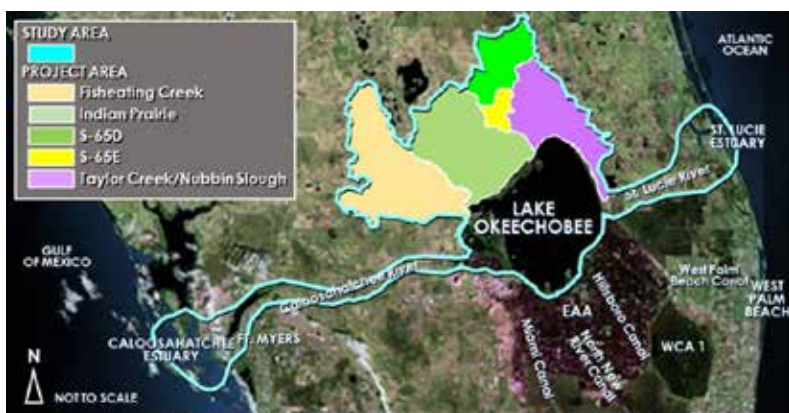 STUDY AREA
PROJECT AREA
Fisheating Creek
Indian Prairie
S-65D
S-65E
Taylor Creek/Nubbin Slough
ATLANTIC
OCEAN
ST. LUCIE
ESTUARY
St. Lucie River
LAKE
OKEECHOBEE
GULF
OF MEXICO
Caloosahatchee River
West Palm
Beach Canal
WEST
PALM
BEACH
Hillsboro Canal
EAA
CALOOSAHATCHEE
ESTUARY
FT. MYERS
Miami Canal
North New
River Canal
WCA 1
N
NOT TO SCALE